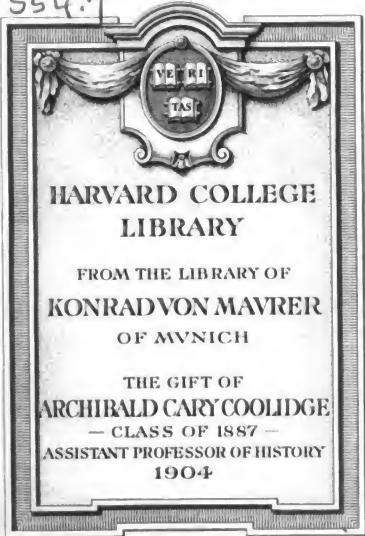 554.
VE RI
TAS
HARVARD COLLEGE
LIBRARY
FROM THE LIBRARY OF
KONRAD VON MAVRER
OF MVNICH
THE GIFT OF
ARCHIBALD CARY COOLIDGE
— CLASS OF 1887 —
ASSISTANT PROFESSOR OF HISTORY
1904